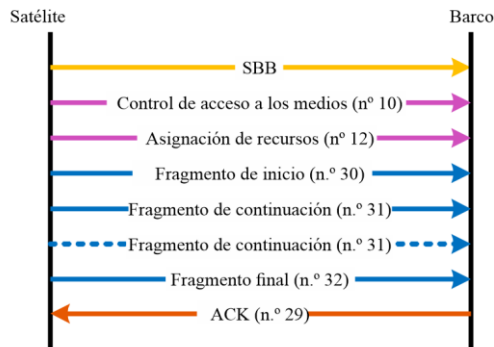 Satélite
Barco
SBB
Control de acceso a los medios (nº 10)
Asignación de recursos (nº 12)
Fragmento de inicio (n.º 30)
Fragmento de continuación (n.º 31)
Fragmento de continuación (n.º 31)
Fragmento final (n.º 32)
ACK (n.º 29)